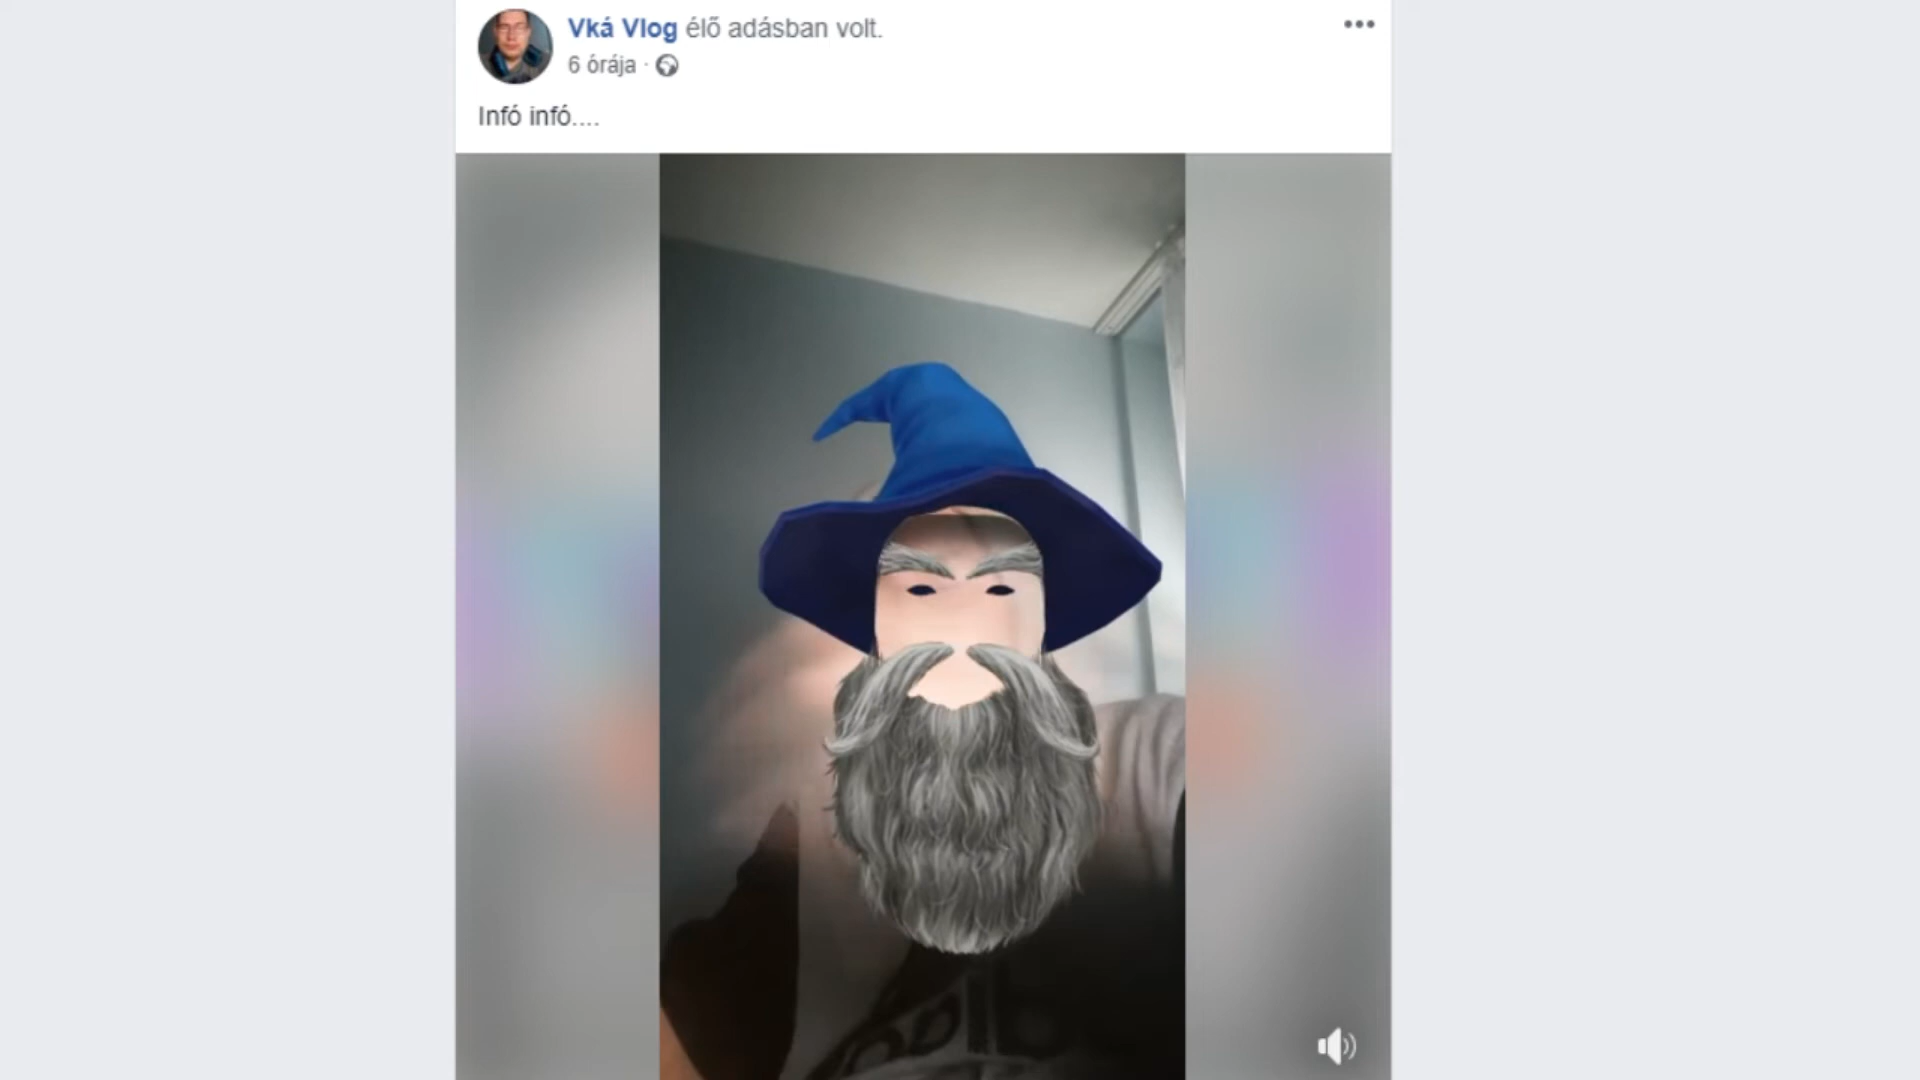 Vká Vlog élő adásban volt.
6 órája ·
Infó infó....